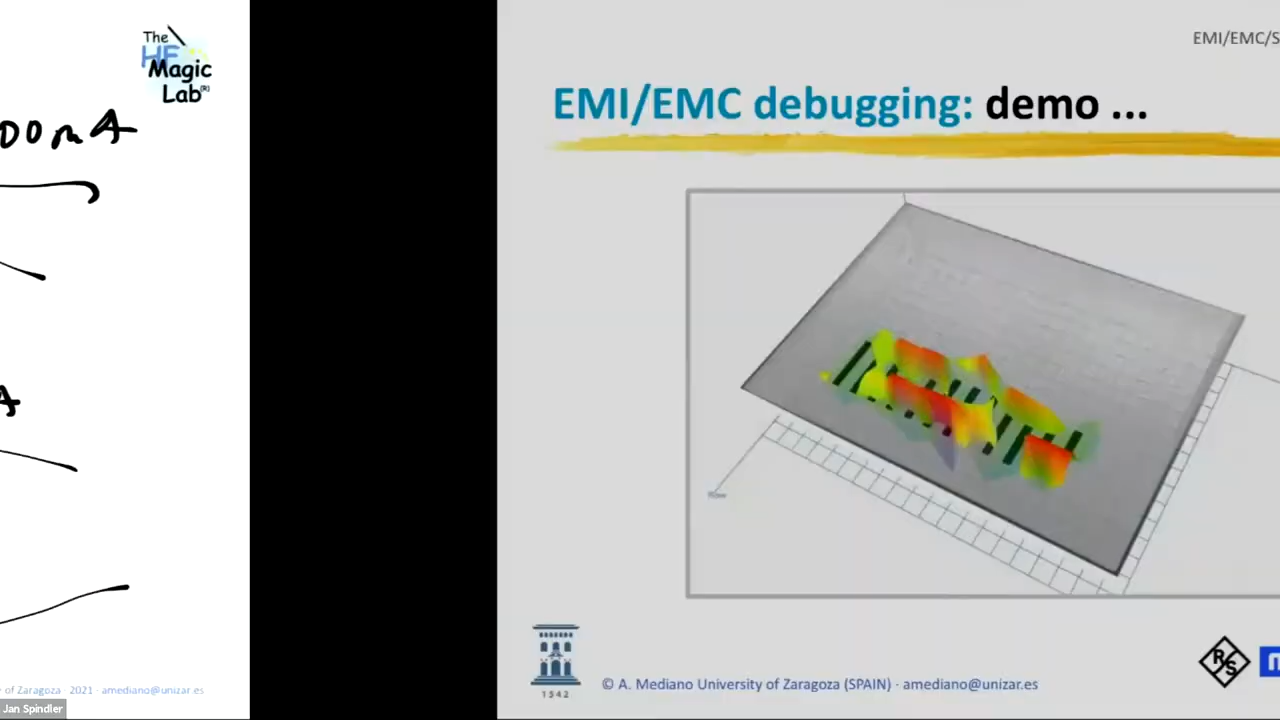 The
HF
Magic
Lab(R)
y of Zaragoza · 2021 · amediano@unizar.es
Jan Spindler
EMI/EMC/S
EMI/EMC debugging: demo ...
1542
© A. Mediano University of Zaragoza (SPAIN) · amediano@unizar.es
R&S